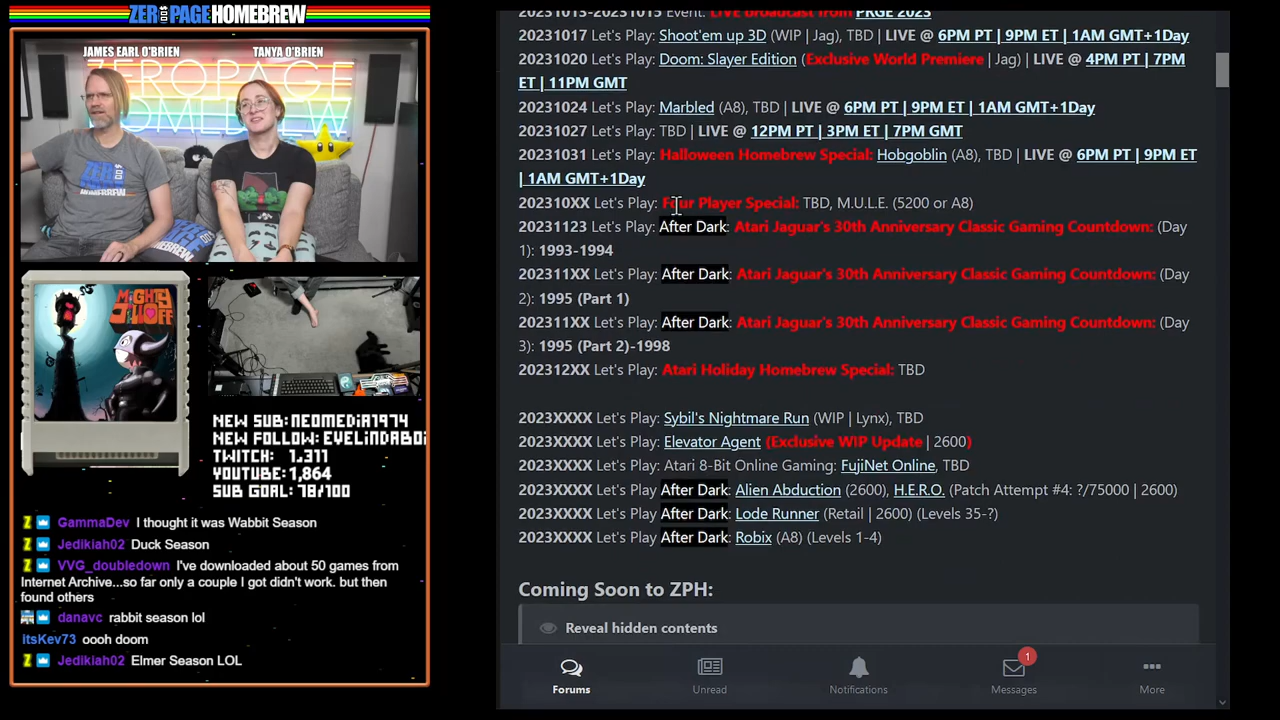 ZEROPAGEHOMEBREW
JAMES EARL O'BRIEN
TANYA O'BRIEN
ZEROPAGE
HOMEBREW
MIGHTY
JILL OFF
NEW SUB:NEOMEDIA1974
NEW FOLLOW: EVELINDABOI
TWITCH: 1,311
YOUTUBE: 1,864
SUB GOAL: 78/100
GammaDev I thought it was Wabbit Season
Jedikiah02 Duck Season
VVG_doubledown I've downloaded about 50 games from
Internet Archive...so far only a couple I got didn't work. but then
found others
danavc rabbit season lol
ItsKev73 oooh doom
Jedikiah02 Elmer Season LOL
20231013-20231015 Event: LIVE broadcast from PRGE 2023
20231017 Let's Play: Shoot'em up 3D (WIP | Jag), TBD | LIVE @ 6PM PT | 9PM ET | 1AM GMT+1Day
20231020 Let's Play: Doom: Slayer Edition (Exclusive World Premiere | Jag) | LIVE @ 4PM PT | 7PM
ET | 11PM GMT
20231024 Let's Play: Marbled (A8), TBD | LIVE @ 6PM PT | 9PM ET | 1AM GMT+1Day
20231027 Let's Play: TBD | LIVE @ 12PM PT | 3PM ET | 7PM GMT
20231031 Let's Play: Halloween Homebrew Special: Hobgoblin (A8), TBD | LIVE @ 6PM PT | 9PM ET
| 1AM GMT+1Day
202310XX Let's Play: Four Player Special: TBD, M.U.L.E. (5200 or A8)
20231123 Let's Play: After Dark: Atari Jaguar's 30th Anniversary Classic Gaming Countdown: (Day
1): 1993-1994
202311XX Let's Play: After Dark: Atari Jaguar's 30th Anniversary Classic Gaming Countdown: (Day
2): 1995 (Part 1)
202311XX Let's Play: After Dark: Atari Jaguar's 30th Anniversary Classic Gaming Countdown: (Day
3): 1995 (Part 2)-1998
202312XX Let's Play: Atari Holiday Homebrew Special: TBD
2023XXXX Let's Play: Sybil's Nightmare Run (WIP | Lynx), TBD
2023XXXX Let's Play: Elevator Agent (Exclusive WIP Update | 2600)
2023XXXX Let's Play: Atari 8-Bit Online Gaming: FujiNet Online, TBD
2023XXXX Let's Play After Dark: Alien Abduction (2600), H.E.R.O. (Patch Attempt #4: ?/75000 | 2600)
2023XXXX Let's Play After Dark: Lode Runner (Retail | 2600) (Levels 35-?)
2023XXXX Let's Play After Dark: Robix (A8) (Levels 1-4)
Coming Soon to ZPH:
Reveal hidden contents
Forums
Unread
Notifications
1
Messages
More